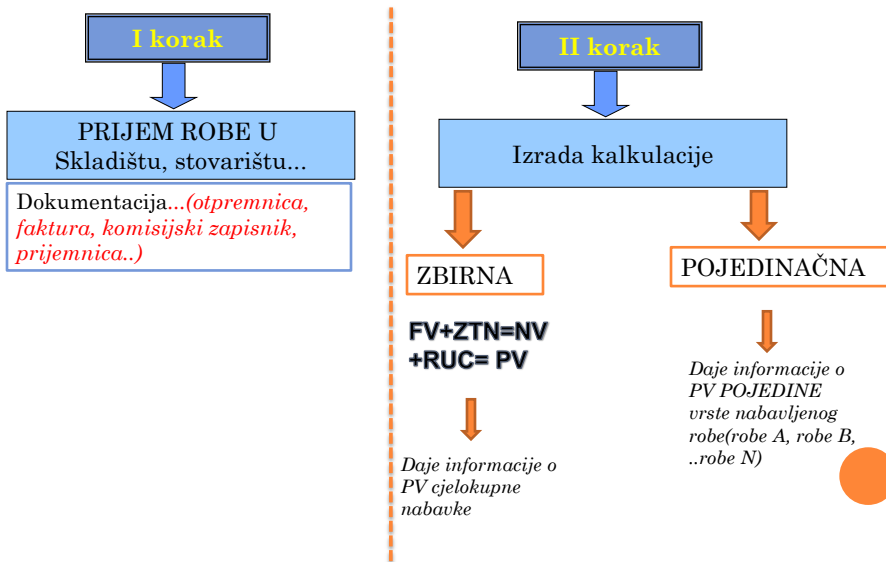 I korak
PRIJEM ROBE U
Skladištu, stovarištu...
Dokumentacija...(otpremnica,
faktura, komisijski zapisnik,
prijemnica..)
II korak
Izrada kalkulacije
ZBIRNA
FV+ZTN=NV
+RUC= PV
Daje informacije o
PV cjelokupne
nabavke
POJEDINAČNA
Daje informacije o
PV POJEDINE
vrste nabavljenog
robe(robe A, robe B,
..robe N)